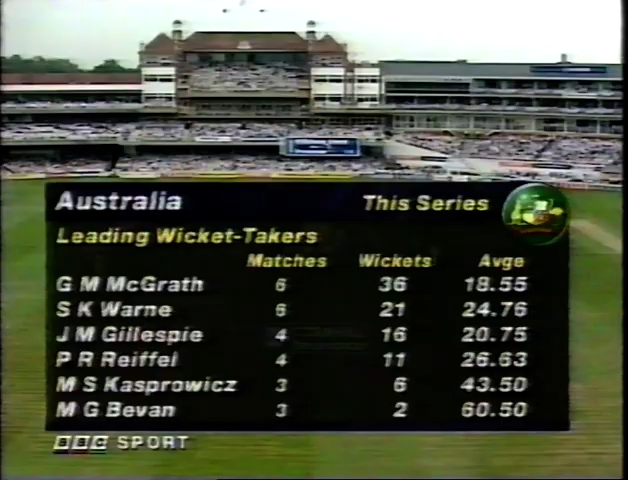 Australia This Series
Leading Wicket-Takers
Matches Wickets Avge
G M McGrath 6 36 18.55
S K Warne 6 21 24.76
J M Gillespie 4 16 20.75
P R Reiffel 4 11 26.63
M S Kasprowicz 3 6 43.50
M G Bevan 3 2 60.50
BBC SPORT